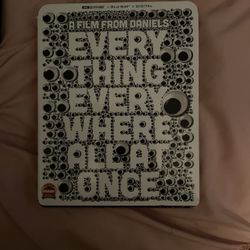 A FILM FROM DANIELS
EVERY
THING
EVERY
WHERE
ALL AT
ONCE